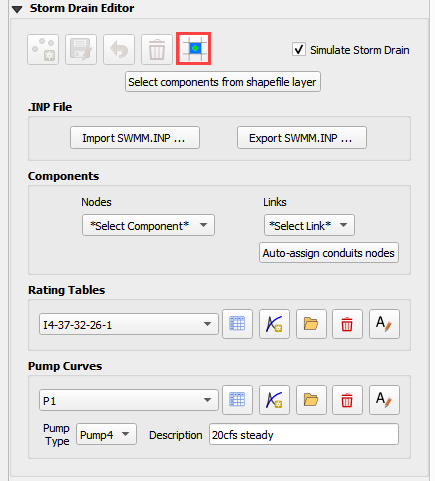 Storm Drain Editor
Simulate Storm Drain
Select components from shapefile layer
.INP File
Import SWMM.INP ...
Export SWMM.INP ...
Components
Nodes
Links
*Select Component*
*Select Link*
Auto-assign conduits nodes
Rating Tables
I4-37-32-26-1
Pump Curves
P1
Pump Type
Pump4
Description
20cfs steady